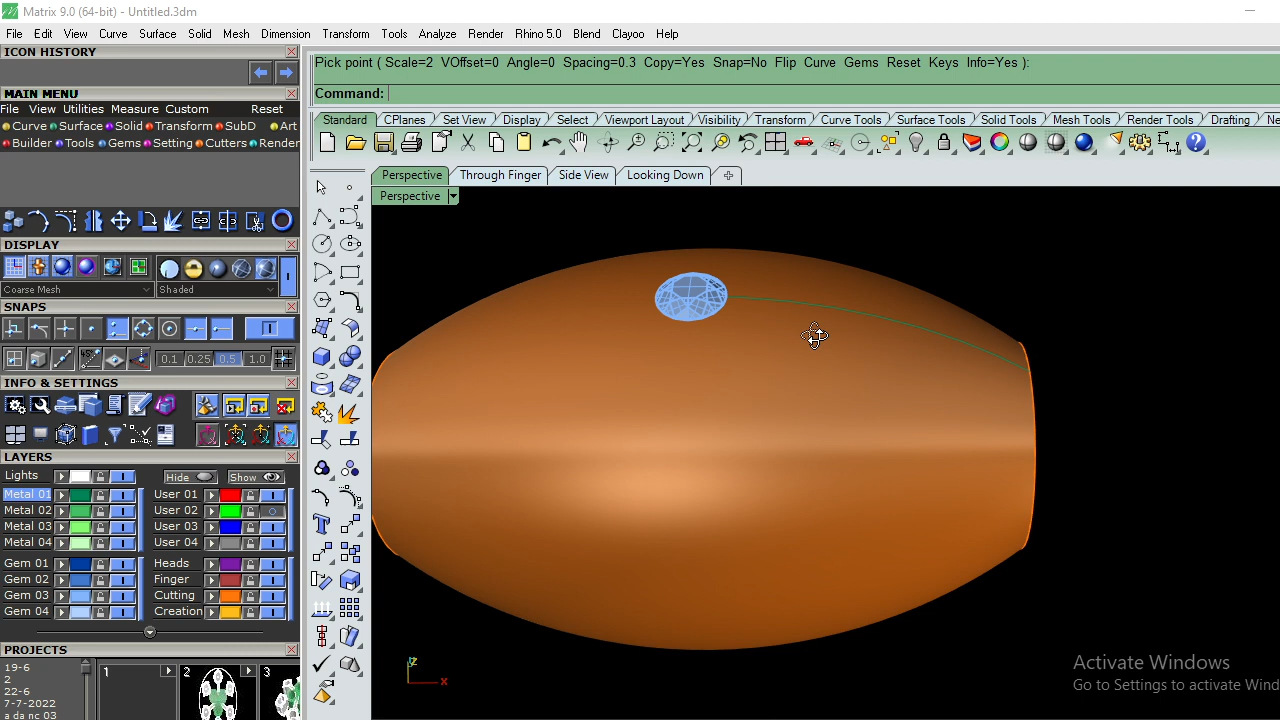 Matrix 9.0 (64-bit) - Untitled.3dm
File Edit View Curve Surface Solid Mesh Dimension Transform Tools Analyze Render Rhino 5.0 Blend Clayoo Help
ICON HISTORY
Pick point ( Scale=2 VOffset=0 Angle=0 Spacing=0.3 Copy=Yes Snap=No Flip Curve Gems Reset Keys Info=Yes ):
Command:
MAIN MENU
File View Utilities Measure Custom Reset
Curve Surface Solid Transform SubD Art
Builder Tools Gems Setting Cutters Render
Standard CPlanes Set View Display Select Viewport Layout Visibility Transform Curve Tools Surface Tools Solid Tools Mesh Tools Render Tools Drafting Ne
Perspective Through Finger Side View Looking Down
Perspective
DISPLAY
Coarse Mesh Shaded
SNAPS
0.1 0.25 0.5 1.0
INFO & SETTINGS
LAYERS
Lights Hide Show
Metal 01 User 01
Metal 02 User 02
Metal 03 User 03
Metal 04 User 04
Gem 01 Heads
Gem 02 Finger
Gem 03 Cutting
Gem 04 Creation
PROJECTS
19-6
2
22-6
7-7-2022
a da nc 03
1 2 3
z
x
Activate Windows
Go to Settings to activate Wind